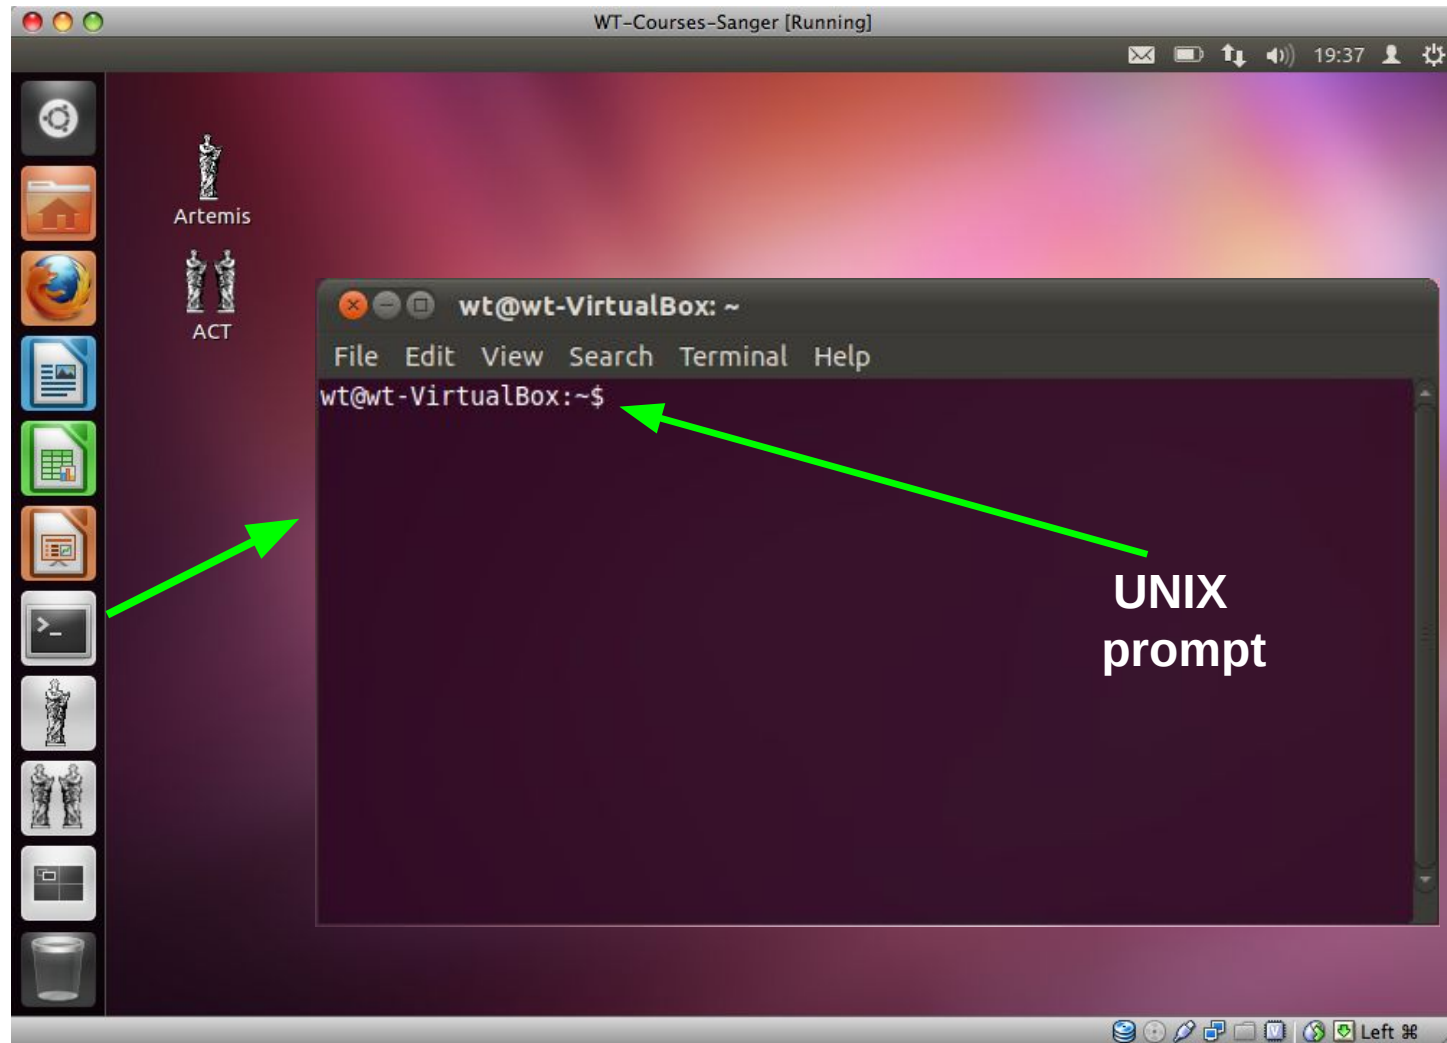 WT-Courses-Sanger [Running]
19:37
Artemis
ACT
wt@wt-VirtualBox: ~
File Edit View Search Terminal Help
wt@wt-VirtualBox:~$
UNIX
prompt
>_
Left ⌘